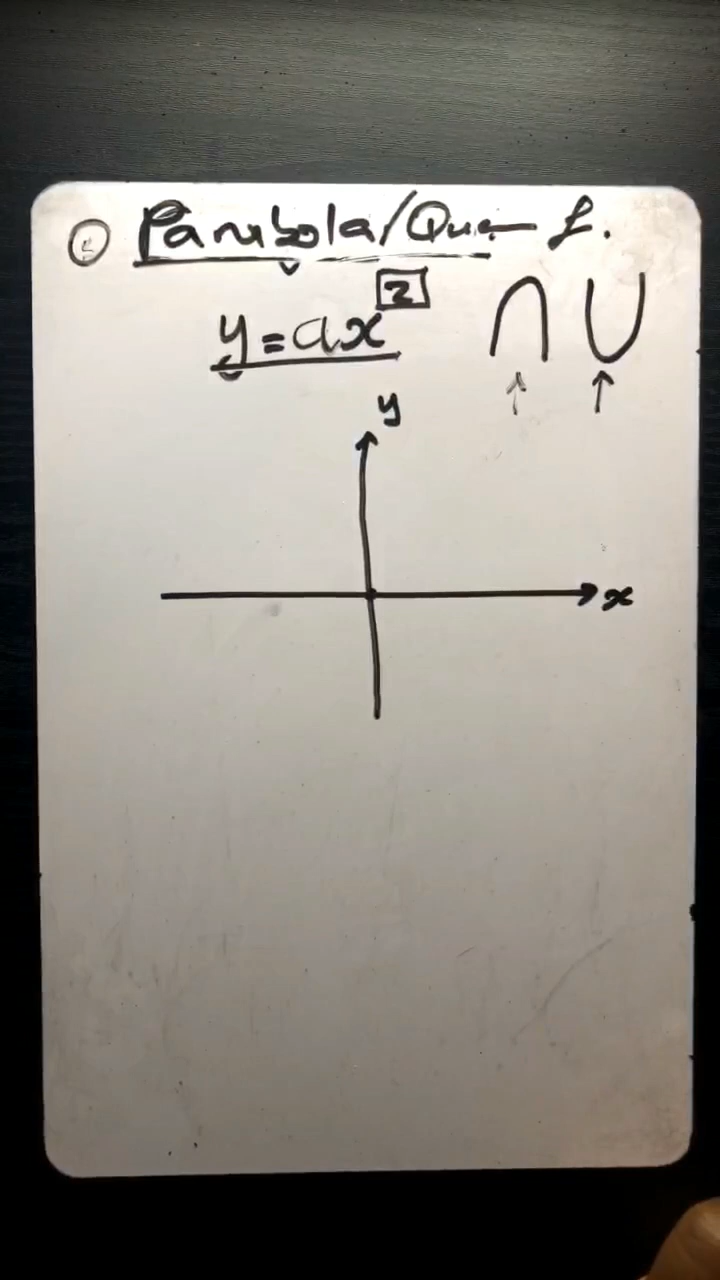 Parabola/Qua f.
y = ax²
y
x